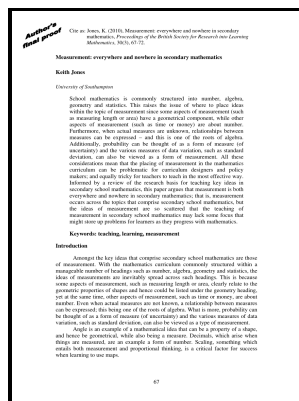 Author's
final proof
Cite as: Jones, K. (2010), Measurement: everywhere and nowhere in secondary
mathematics, Proceedings of the British Society for Research into Learning
Mathematics, 30(3), 67-72.
Measurement: everywhere and nowhere in secondary mathematics
Keith Jones
University of Southampton
School mathematics is commonly structured into number, algebra,
geometry and statistics. This raises the issue of where to place ideas
within the topic of measurement since some aspects of measurement (such
as measuring length or area) have a geometrical component, while other
aspects of measurement (such as time or money) are about number.
Furthermore, when actual measures are unknown, relationships between
measures can be expressed – and this is one of the roots of algebra.
Additionally, probability can be thought of as a form of measure (of
uncertainty) and the various measures of data variation, such as standard
deviation, can also be viewed as a form of measurement. All these
considerations mean that the placing of measurement in the mathematics
curriculum can be problematic for curriculum designers and policy
makers; and equally tricky for teachers to teach in the most effective way.
Informed by a review of the research basis for teaching key ideas in
secondary school mathematics, this paper argues that measurement is both
everywhere and nowhere in secondary mathematics; that is, measurement
occurs across the topics that comprise secondary school mathematics, but
the ideas of measurement are so scattered that the teaching of
measurement in secondary school mathematics may lack some focus that
might store up problems for learners as they progress with mathematics.
Keywords: teaching, learning, measurement
Introduction
Amongst the key ideas that comprise secondary school mathematics are those
of measurement. With the mathematics curriculum commonly structured within a
manageable number of headings such as number, algebra, geometry and statistics, the
ideas of measurements are inevitably spread across such headings. This is because
some aspects of measurement, such as measuring length or area, clearly relate to the
geometric properties of shapes and hence could be listed under the geometry heading,
yet at the same time, other aspects of measurement, such as time or money, are about
number. Even when actual measures are not known, a relationship between measures
can be expressed; this being one of the roots of algebra. What is more, probability can
be thought of as a form of measure (of uncertainty) and the various measures of data
variation, such as standard deviation, can also be viewed as a type of measurement.
Angle is an example of a mathematical idea that can be a property of a shape,
and hence be geometrical, while also being a measure. Decimals, which arise when
things are measured, are an example a form of number. Scaling, something which
entails both measurement and proportional thinking, is a critical factor for success
when learning to use maps.
67